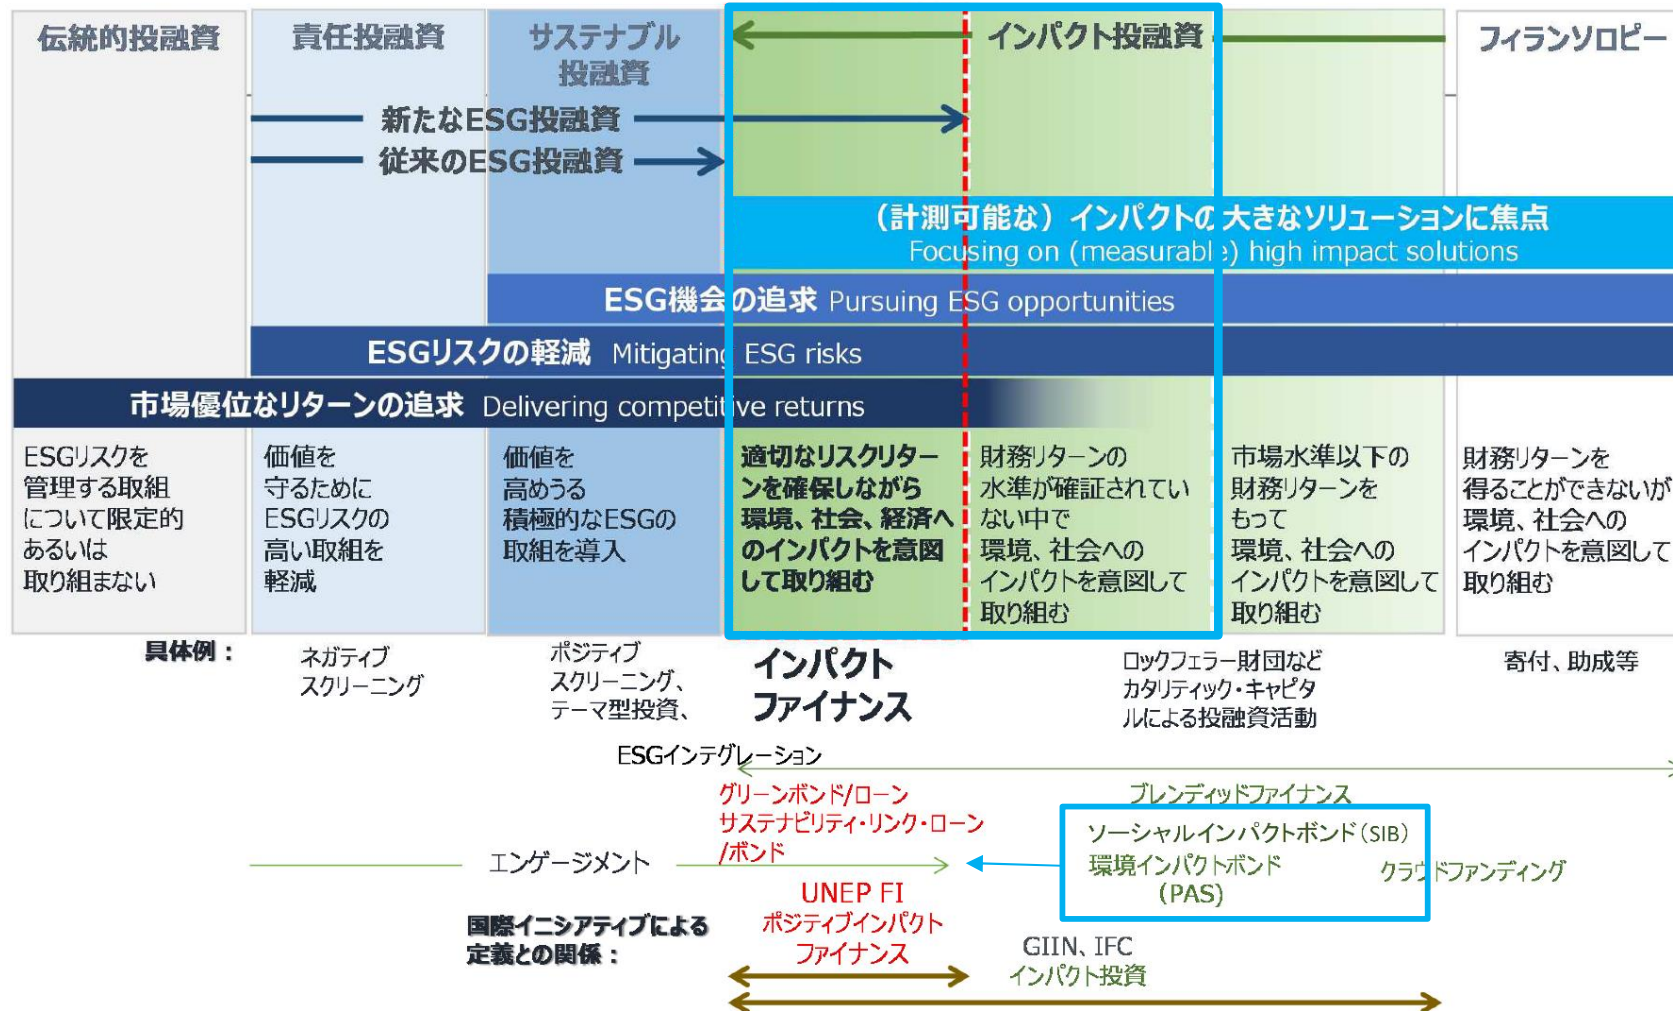 伝統的投融資
責任投融資
サステナブル
投融資
インパクト投融資
フィランソロピー
新たなESG投融資
従来のESG投融資
（計測可能な）インパクトの大きなソリューションに焦点
Focusing on (measurable) high impact solutions
ESG機会の追求 Pursuing ESG opportunities
ESGリスクの軽減 Mitigating ESG risks
市場優位なリターンの追求 Delivering competitive returns
ESGリスクを
管理する取組
について限定的
あるいは
取り組まない
価値を
守るために
ESGリスクの
高い取組を
軽減
価値を
高めうる
積極的なESGの
取組を導入
適切なリスクリター
ンを確保しながら
環境、社会、経済へ
のインパクトを意図
して取り組む
財務リターンの
水準が確証されてい
ない中で
環境、社会への
インパクトを意図して
取り組む
市場水準以下の
財務リターンを
もって
環境、社会への
インパクトを意図して
取り組む
財務リターンを
得ることができないが
環境、社会への
インパクトを意図して
取り組む
具体例：
ネガティブ
スクリーニング
ポジティブ
スクリーニング、
テーマ型投資、
インパクト
ファイナンス
ロックフェラー財団など
カタリティック・キャピタ
ルによる投融資活動
寄付、助成等
ESGインテグレーション
グリーンボンド/ローン
サステナビリティ・リンク・ローン
/ボンド
ブレンディッドファイナンス
ソーシャルインパクトボンド（SIB）
環境インパクトボンド
（PAS）
クラウドファンディング
エンゲージメント
UNEP FI
ポジティブインパクト
ファイナンス
国際イニシアティブによる
定義との関係：
GIIN、IFC
インパクト投資